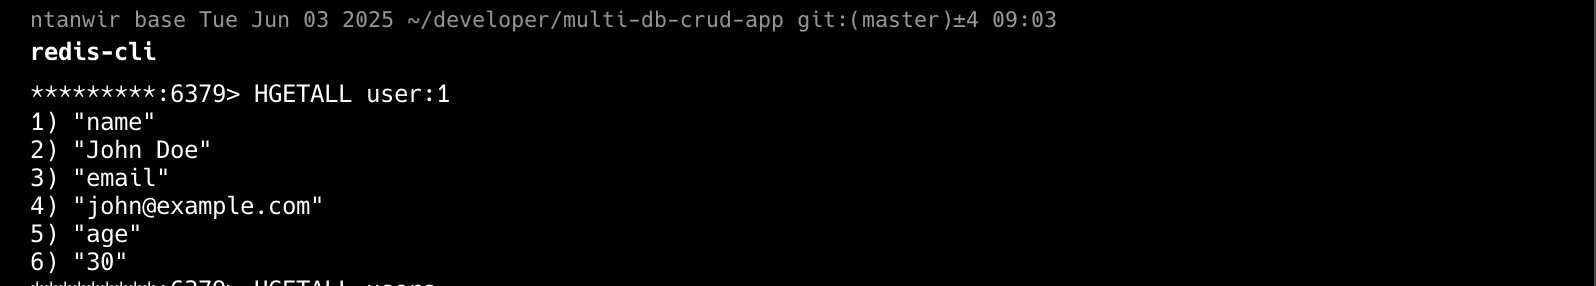 ntanwir base Tue Jun 03 2025 ~/developer/multi-db-crud-app git:(master)±4 09:03
redis-cli
*********:6379> HGETALL user:1
1) "name"
2) "John Doe"
3) "email"
4) "john@example.com"
5) "age"
6) "30"
*********:6379> HGETALL users